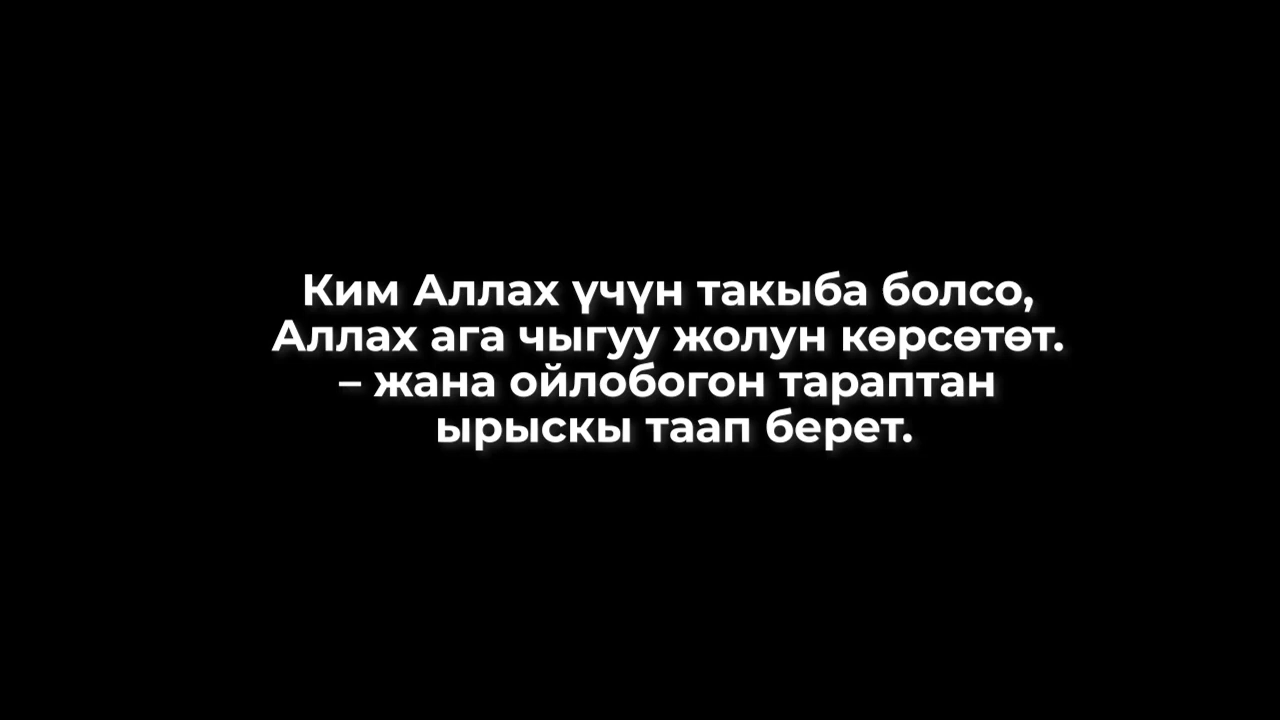 Ким Аллах үчүн такыба болсо,
Аллах ага чыгуу жолун көрсөтөт.
– жана ойлобогон тараптан
ырыскы таап берет.